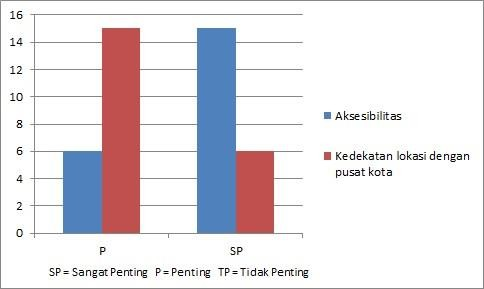 16
14
12
10
8
6
4
2
0
P
SP
Aksesibilitas
Kedekatan lokasi dengan
pusat kota
SP = Sangat Penting P = Penting TP = Tidak Penting